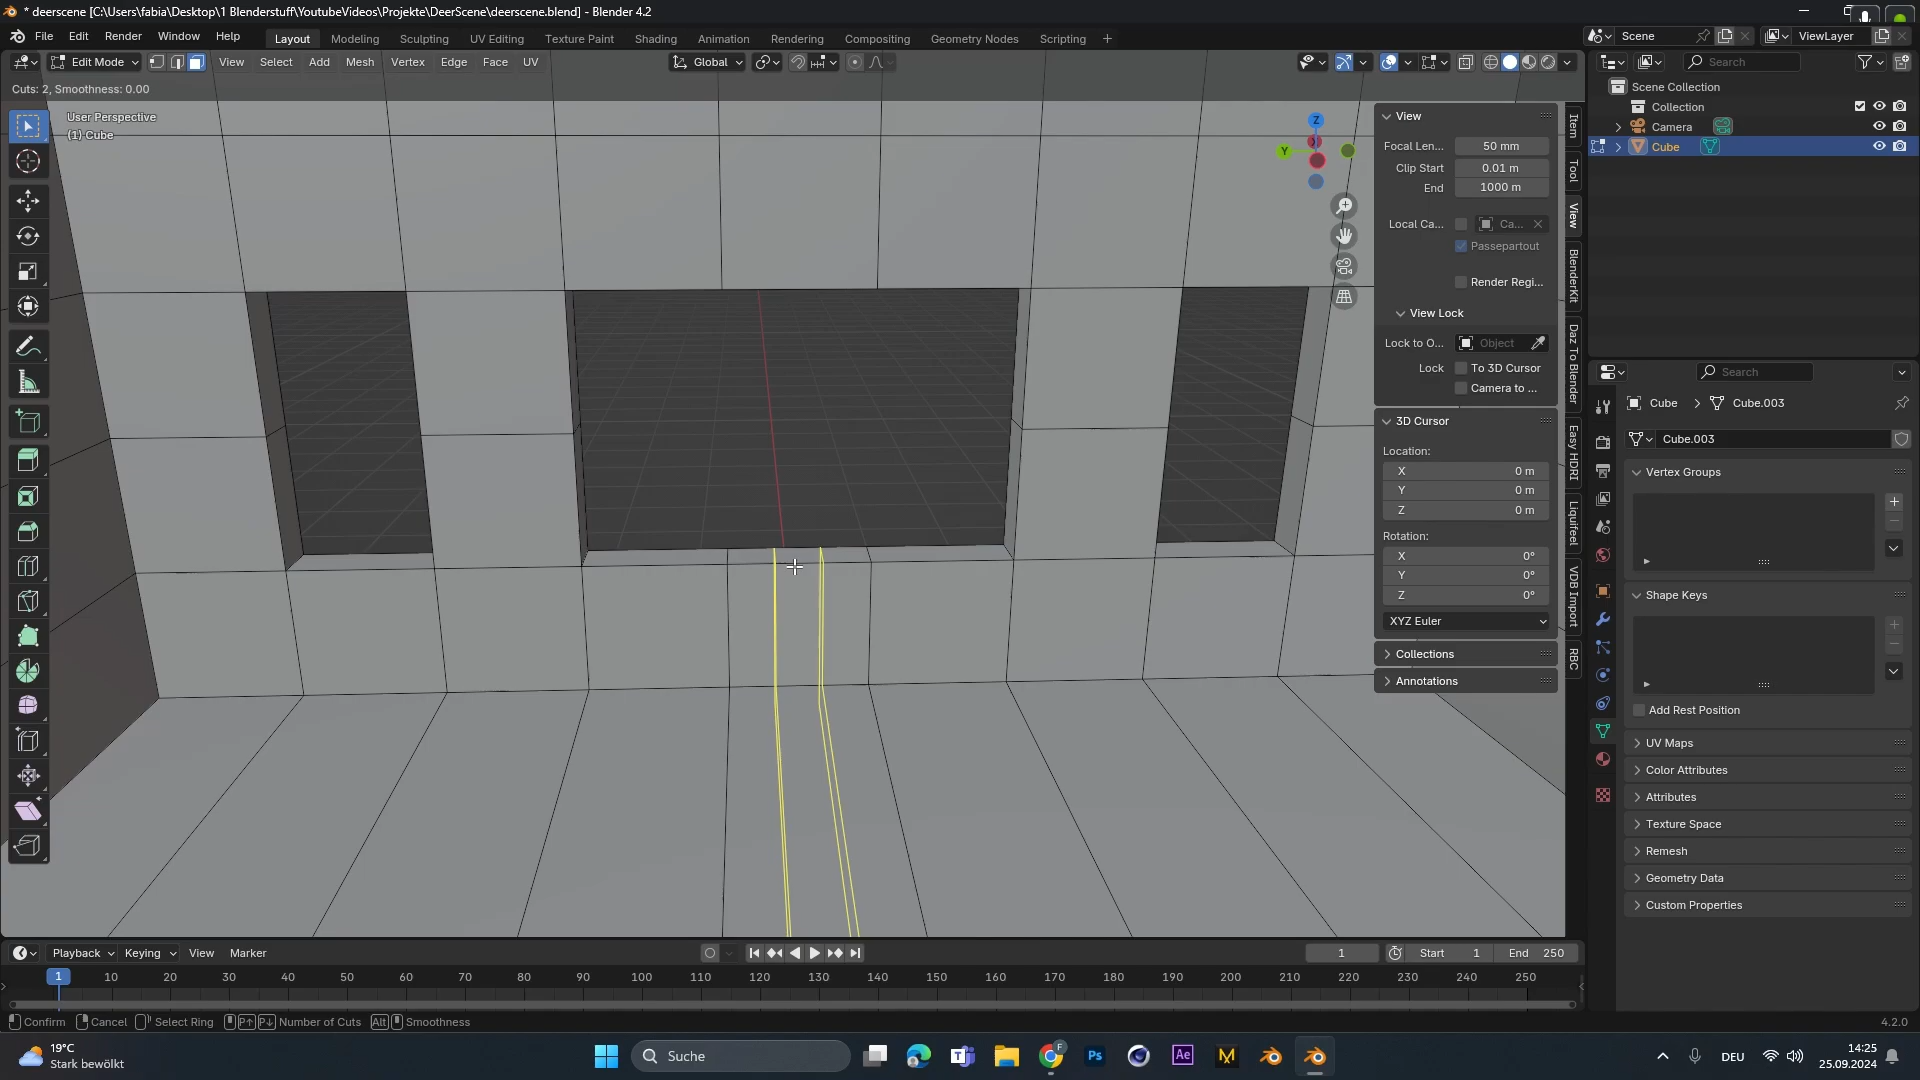 * deerscene [C:\Users\fabia\Desktop\1 Blenderstuff\YoutubeVideos\Projekte\DeerScene\deerscene.blend] - Blender 4.2
File Edit Render Window Help
Layout Modeling Sculpting UV Editing Texture Paint Shading Animation Rendering Compositing Geometry Nodes Scripting +
Scene
ViewLayer
Edit Mode
View Select Add Mesh Vertex Edge Face UV
Global
Search
Cuts: 2, Smoothness: 0.00
User Perspective
(1) Cube
Z
Y
Scene Collection
Collection
Camera
Cube
View
Focal Len... 50 mm
Clip Start 0.01 m
End 1000 m
Local Ca... Ca...
Passepartout
Render Regi...
View Lock
Lock to O... Object
Lock To 3D Cursor
Camera to ...
3D Cursor
Location:
X 0 m
Y 0 m
Z 0 m
Rotation:
X 0°
Y 0°
Z 0°
XYZ Euler
Collections
Annotations
Item
Tool
View
BlenderKit
Daz To Blender
Easy HDRI
Liquifeel
VDB Import
RBC
Search
Cube > Cube.003
Cube.003
Vertex Groups
Shape Keys
Add Rest Position
UV Maps
Color Attributes
Attributes
Texture Space
Remesh
Geometry Data
Custom Properties
Playback Keying View Marker
1
Start 1
End 250
1 10 20 30 40 50 60 70 80 90 100 110 120 130 140 150 160 170 180 190 200 210 220 230 240 250
Confirm Cancel Select Ring P↑ P↓ Number of Cuts Alt Smoothness
4.2.0
19°C
Stark bewölkt
Suche
DEU
14:25
25.09.2024